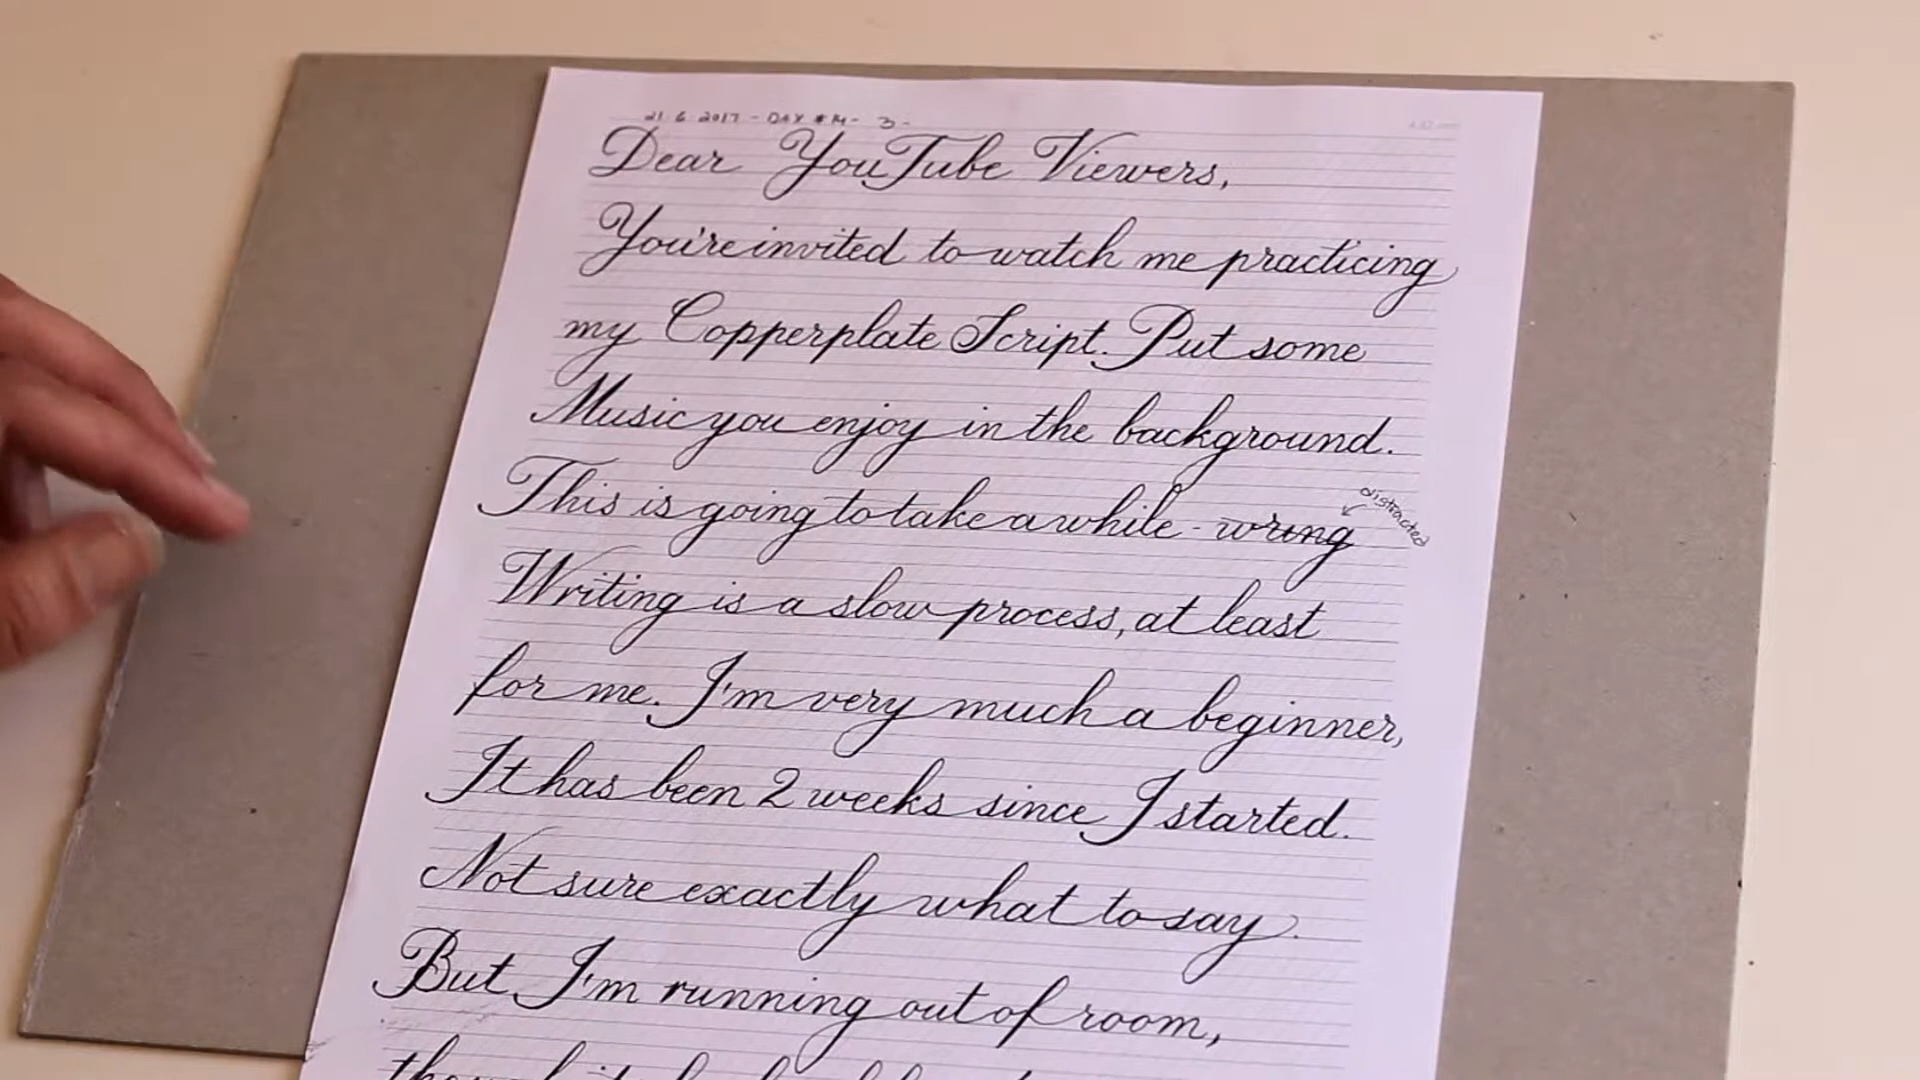 21 6 2017 - DAY #14 - 3 -
Dear YouTube Viewers,
You're invited to watch me practicing
my Copperplate Script. Put some
Music you enjoy in the background.
This is going to take a while - wring
distracted
Writing is a slow process, at least
for me. I'm very much a beginner,
It has been 2 weeks since I started.
Not sure exactly what to say.
But I'm running out of room,